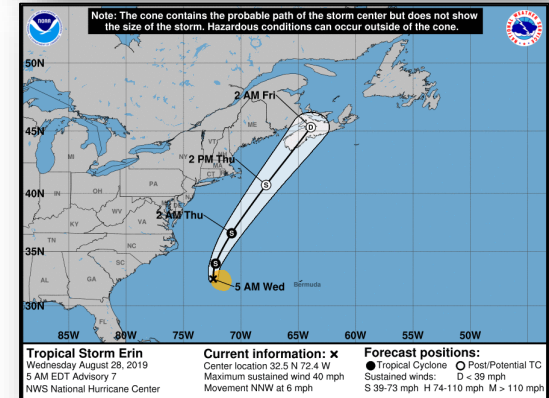 Note: The cone contains the probable path of the storm center but does not show
the size of the storm. Hazardous conditions can occur outside of the cone.
NOAA
50N
2 AM Fri
45N
ME
VT
MI
NY
MA
2 PM Thu
CT
S
D
40N
PA
IN
OH
WV
2 AM Thu
VA
KY
S
35N
TN
NC
SC
S
AL
GA
5 AM Wed
Bermuda
30N
FL
85W 80W 75W 70W 65W 60W 55W 50W
Tropical Storm Erin
Wednesday August 28, 2019
5 AM EDT Advisory 7
NWS National Hurricane Center
Current information: ×
Center location 32.5 N 72.4 W
Maximum sustained wind 40 mph
Movement NNW at 6 mph
Forecast positions:
● Tropical Cyclone ○ Post/Potential TC
Sustained winds: D < 39 mph
S 39-73 mph H 74-110 mph M > 110 mph